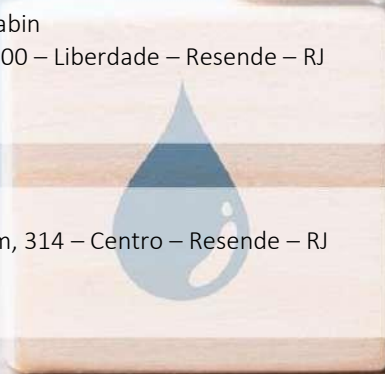 abin
00 – Liberdade – Resende – RJ
m, 314 – Centro – Resende – RJ